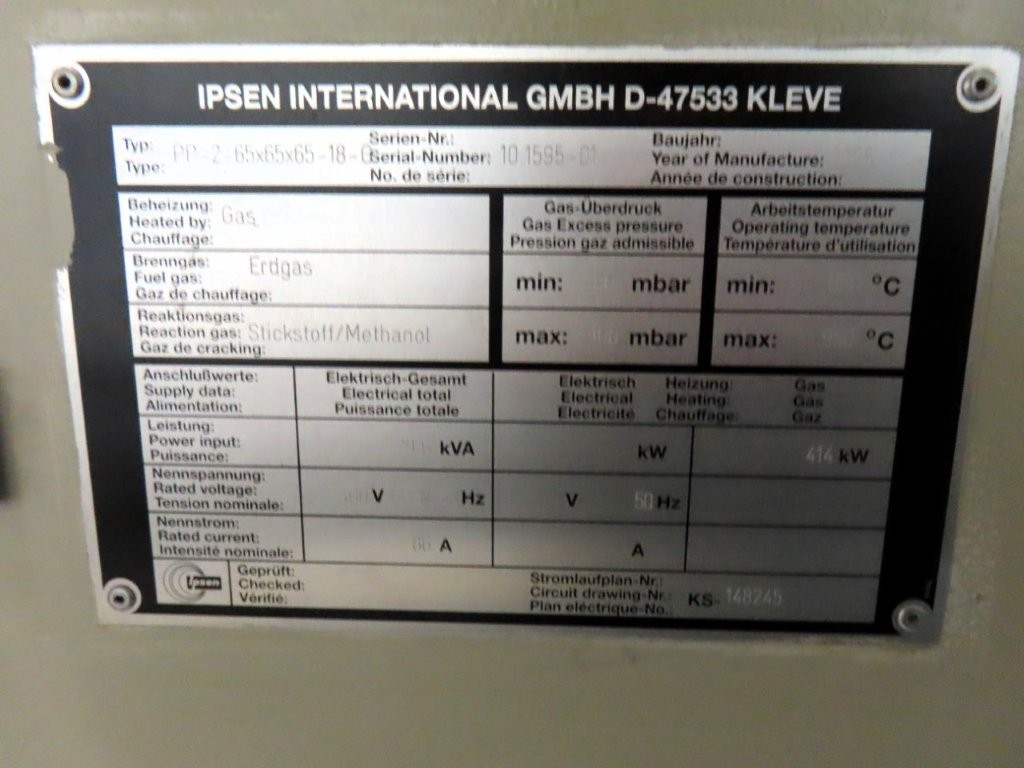 IPSEN INTERNATIONAL GMBH D-47533 KLEVE
Typ:
Type: PP-2-65x65x65-18-
Serien-Nr.:
Serial-Number: 10.1595-01
No. de série:
Baujahr:
Year of Manufacture:
Année de construction:
Beheizung:
Heated by: Gas
Chauffage:
Brenngas: Erdgas
Fuel gas:
Gaz de chauffage:
Reaktionsgas:
Reaction gas: Stickstoff/Methanol
Gaz de cracking:
Gas-Überdruck
Gas Excess pressure
Pression gaz admissible
min: mbar
max: mbar
Arbeitstemperatur
Operating temperature
Température d'utilisation
min: °C
max: °C
Anschlußwerte:
Supply data:
Alimentation:
Elektrisch-Gesamt
Electrical total
Puissance totale
Elektrisch Heizung: Gas
Electrical Heating: Gas
Electricité Chauffage: Gaz
Leistung:
Power input:
Puissance:
kVA
kW
414 kW
Nennspannung:
Rated voltage:
Tension nominale:
V Hz
V 50 Hz
Nennstrom:
Rated current:
Intensité nominale:
A
A
Ipsen
Geprüft:
Checked:
Vérifié:
Stromlaufplan-Nr.:
Circuit drawing-Nr.: KS-148245
Plan eléctrique-No.: